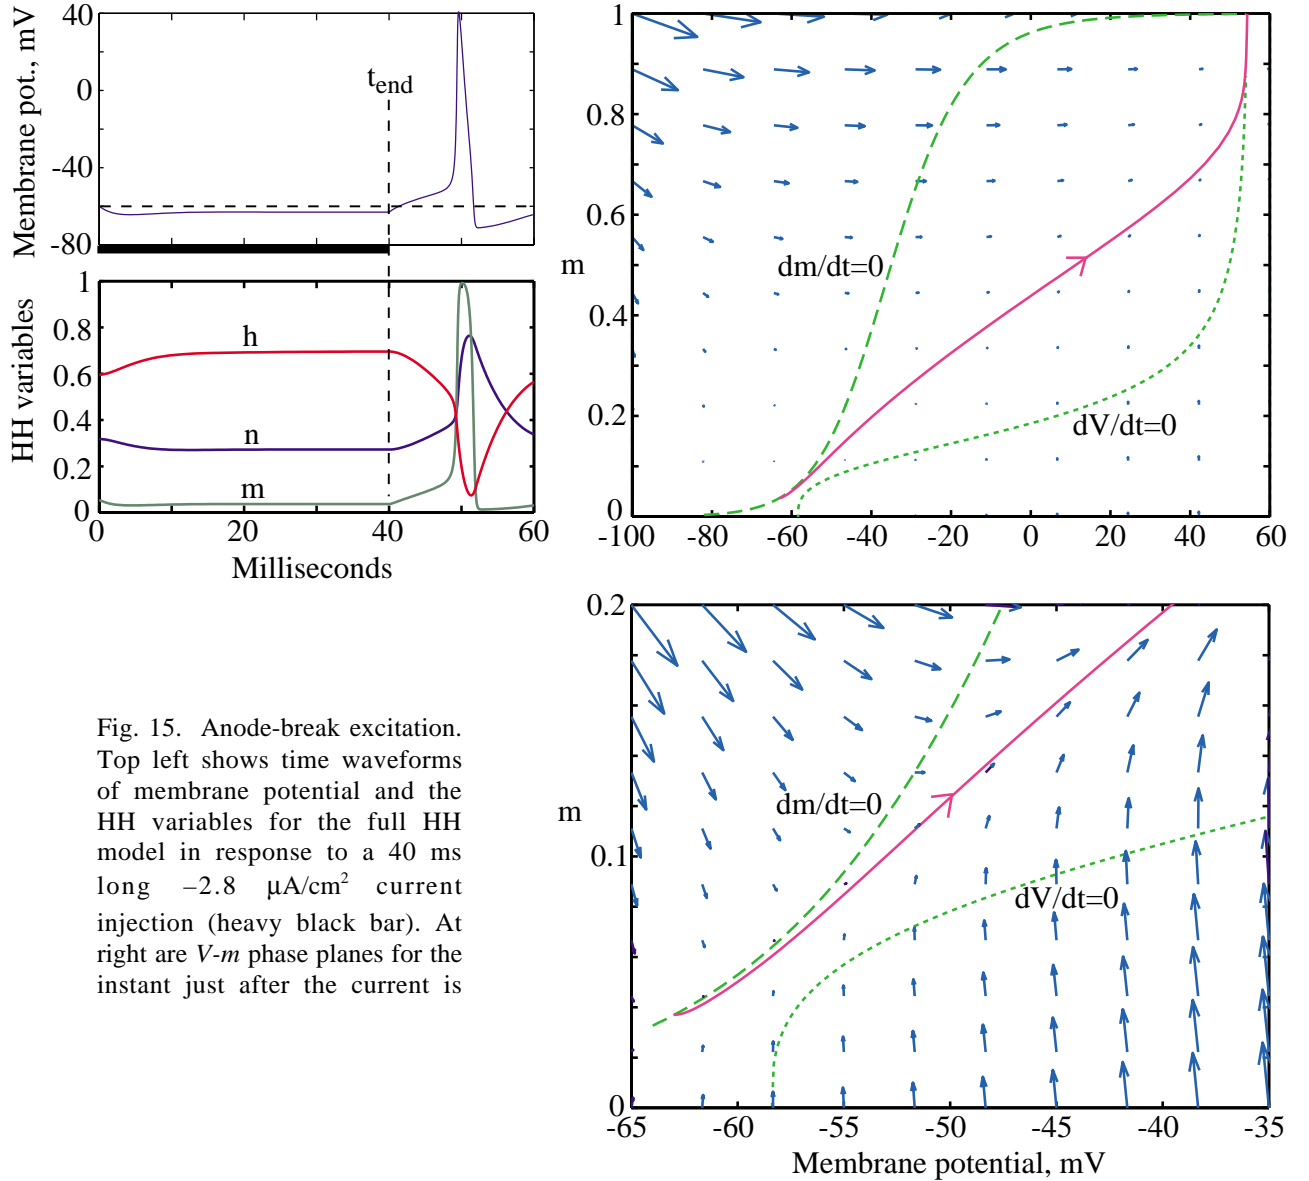 Membrane pot., mV
40
0
-40
-80
tend
HH variables
1
0.8
0.6
0.4
0.2
0
h
n
m
0
20
40
60
Milliseconds
m
1
0.8
0.6
0.4
0.2
0
dm/dt=0
dV/dt=0
-100
-80
-60
-40
-20
0
20
40
60
m
0.2
0.1
0
dm/dt=0
dV/dt=0
-65
-60
-55
-50
-45
-40
-35
Membrane potential, mV
Fig. 15. Anode-break excitation.
Top left shows time waveforms
of membrane potential and the
HH variables for the full HH
model in response to a 40 ms
long –2.8 μA/cm² current
injection (heavy black bar). At
right are V-m phase planes for the
instant just after the current is